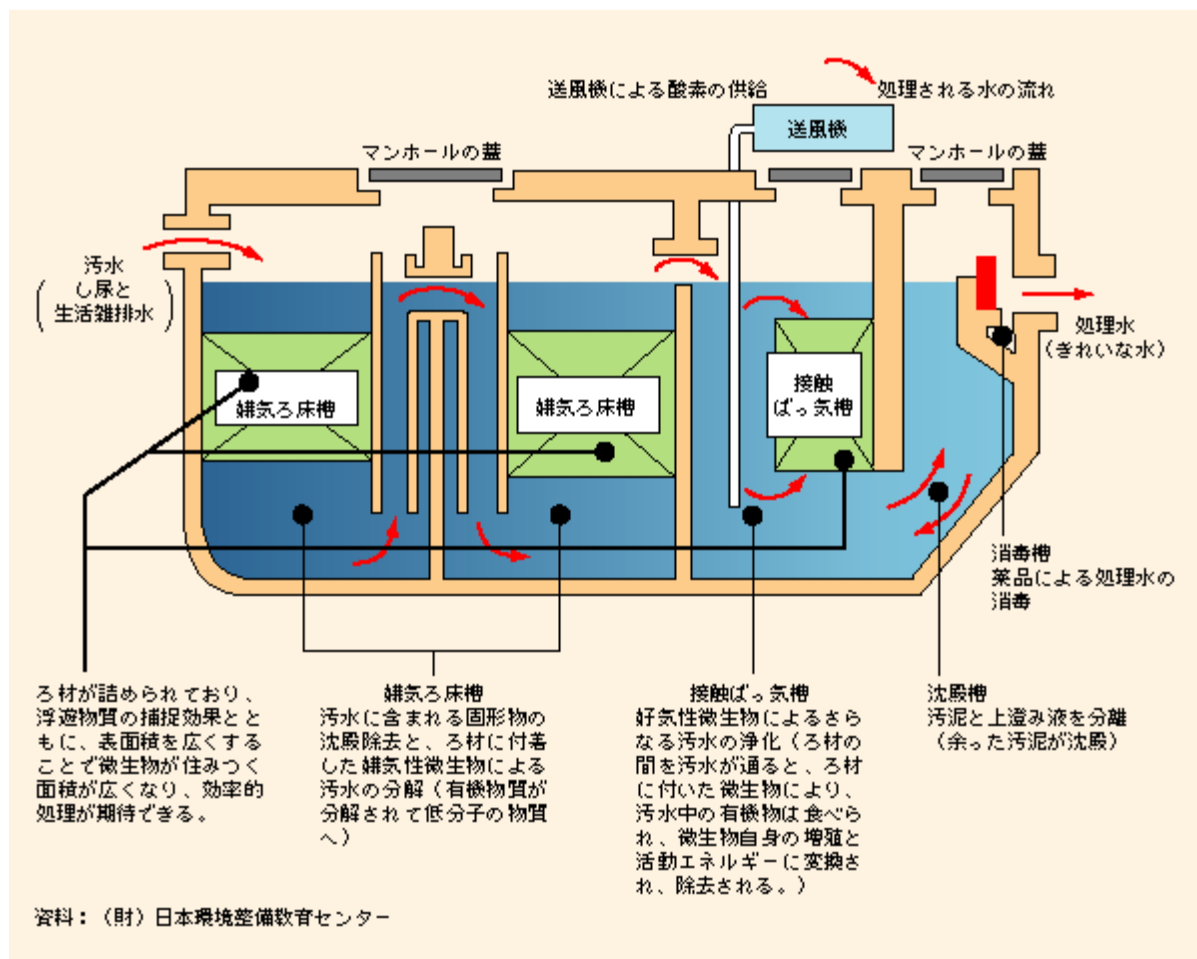 送風機による酸素の供給
処理される水の流れ
送風機
マンホールの蓋
マンホールの蓋
汚水
し尿と
生活雑排水
嫌気ろ床槽
嫌気ろ床槽
接触
ばっ気槽
処理水
（きれいな水）
消毒槽
薬品による処理水の
消毒
ろ材が詰められており、
浮遊物質の捕捉効果とと
もに、表面積を広くする
ことで微生物が住みつく
面積が広くなり、効率的
処理が期待できる。
嫌気ろ床槽
汚水に含まれる固形物の
沈殿除去と、ろ材に付着
した嫌気性微生物による
汚水の分解（有機物質が
分解されて低分子の物質
へ）
接触ばっ気槽
好気性微生物によるさら
なる汚水の浄化（ろ材の
間を汚水が通ると、ろ材
に付いた微生物により、
汚水中の有機物は食べら
れ、微生物自身の増殖と
活動エネルギーに変換さ
れ、除去される。）
沈殿槽
汚泥と上澄み液を分離
（余った汚泥が沈殿）
資料：（財）日本環境整備教育センター